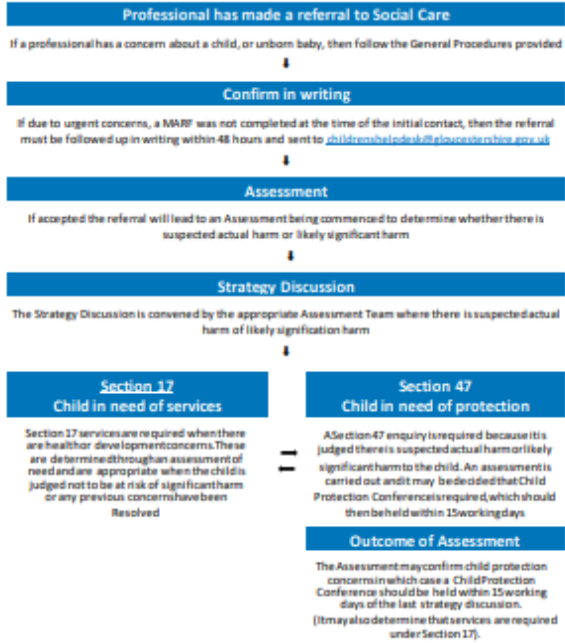 Professional has made a referral to Social Care
If a professional has a concern about a child, or unborn baby, then follow the General Procedures provided
Confirm in writing
If due to urgent concerns, a MARF was not completed at the time of the initial contact, then the referral
must be followed up in writing within 48 hours and sent to childrenshelpdesk@gloucestershire.gov.uk
Assessment
If accepted the referral will lead to an Assessment being commenced to determine whether there is
suspected actual harm or likely significant harm
Strategy Discussion
The Strategy Discussion is convened by the appropriate Assessment Team where there is suspected actual
harm of likely signification harm
Section 17
Child in need of services
Section 17 services are required when there
are health or development concerns. These
are determined through an assessment of
need and are appropriate when the child is
judged not to be at risk of significant harm
or any previous concerns have been
Resolved
Section 47
Child in need of protection
A Section 47 enquiry is required because it is
judged there is suspected actual harm or likely
significant harm to the child. An assessment is
carried out and it may be decided that Child
Protection Conference is required, which should
then be held within 15 working days
Outcome of Assessment
The Assessment may confirm child protection
concerns in which case a Child Protection
Conference should be held within 15 working
days of the last strategy discussion.
(It may also determine that services are required
under Section 17).